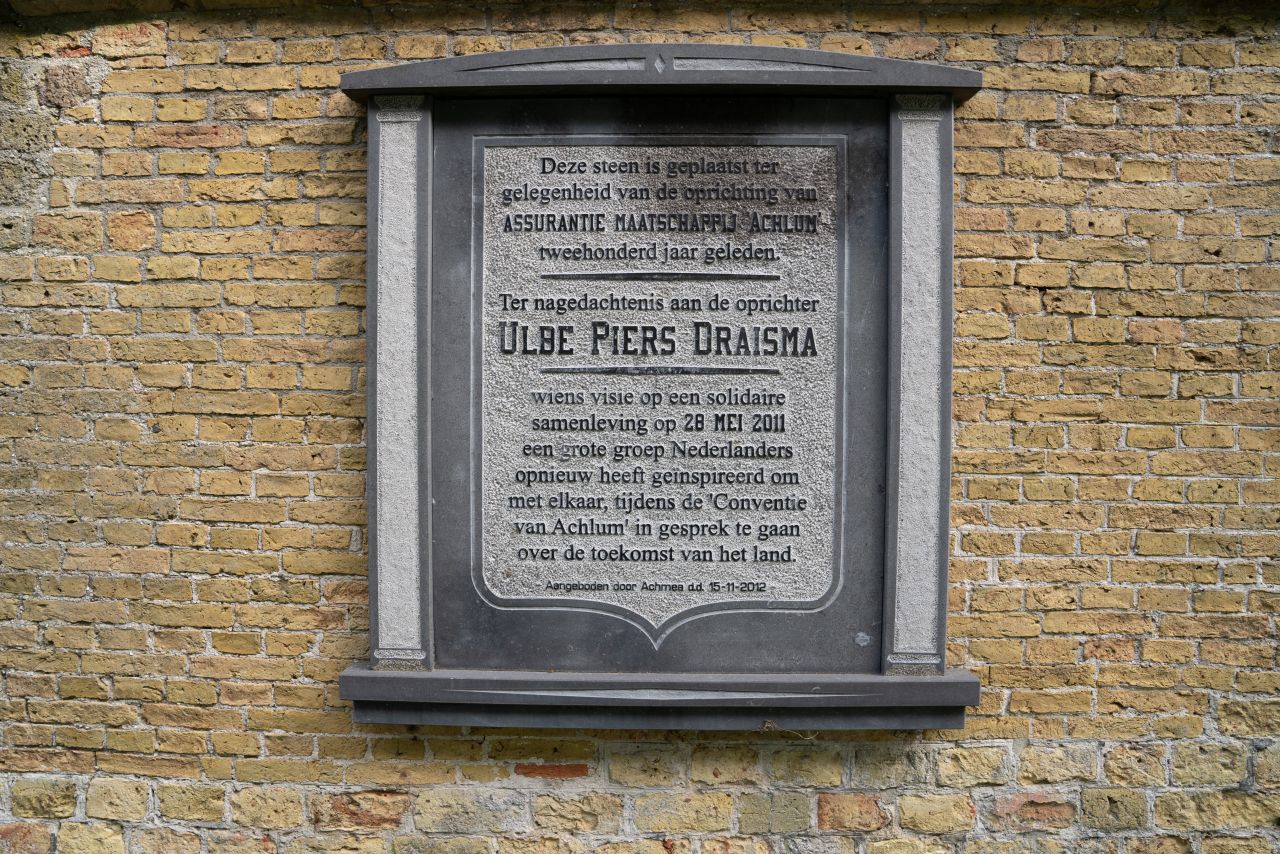 Deze steen is geplaatst ter
gelegenheid van de oprichting van
ASSURANTIE MAATSCHAPPIJ 'ACHLUM'
tweehonderd jaar geleden.
Ter nagedachtenis aan de oprichter
ULBE PIERS DRAISMA
wiens visie op een solidaire
samenleving op 28 MEI 2011
een grote groep Nederlanders
opnieuw heeft geïnspireerd om
met elkaar, tijdens de 'Conventie
van Achlum' in gesprek te gaan
over de toekomst van het land.
Aangeboden door Achmea d.d. 15-11-2012